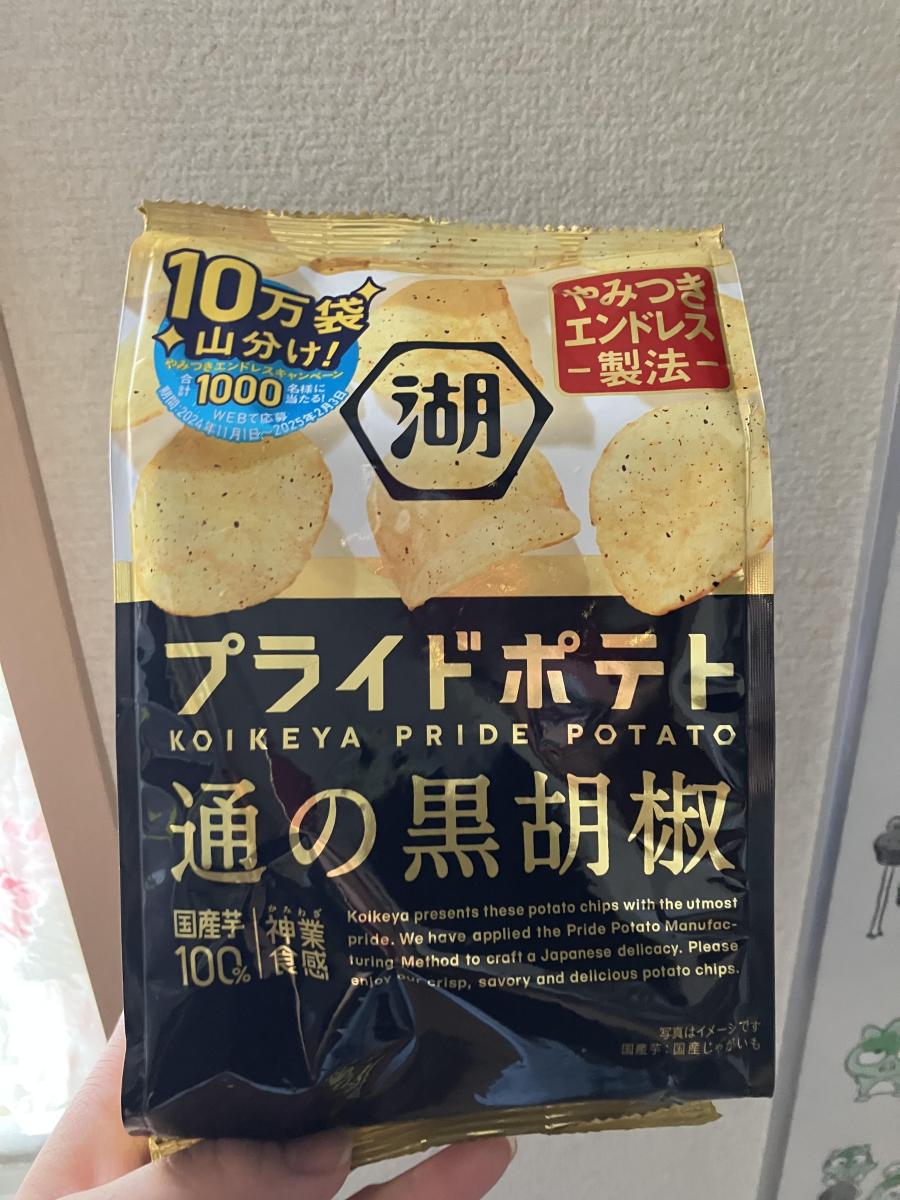 10万袋
山分け!
やみつきエンドレスキャンペーン
合計1000名様に当たる!
WEBで応募
期間:2024年11月1日~2025年2月3日
やみつき
エンドレス
-製法-
湖
プライドポテト
KOIKEYA PRIDE POTATO
通の黒胡椒
国産芋
100%
かみわざ
神業
食感
Koikeya presents these potato chips with the utmost
pride. We have applied the Pride Potato Manufac-
turing Method to craft a Japanese delicacy. Please
enjoy our crisp, savory and delicious potato chips.
写真はイメージです
国産芋:国産じゃがいも